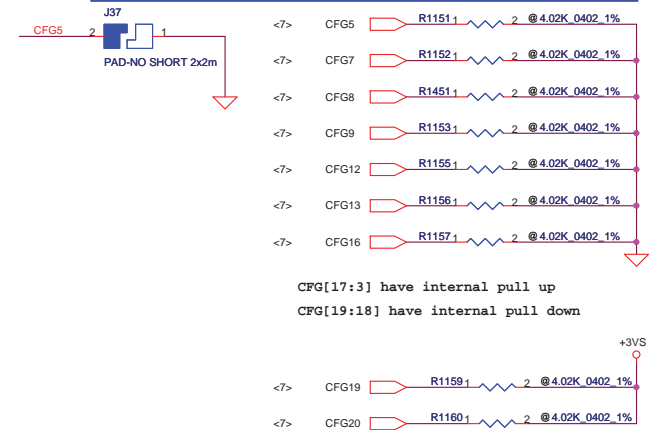 J37
CFG5 2 1
PAD-NO SHORT 2x2m
<7> CFG5 R1151 1 2 @ 4.02K_0402_1%
<7> CFG7 R1152 1 2 @ 4.02K_0402_1%
<7> CFG8 R1451 1 2 @ 4.02K_0402_1%
<7> CFG9 R1153 1 2 @ 4.02K_0402_1%
<7> CFG12 R1155 1 2 @ 4.02K_0402_1%
<7> CFG13 R1156 1 2 @ 4.02K_0402_1%
<7> CFG16 R1157 1 2 @ 4.02K_0402_1%
CFG[17:3] have internal pull up
CFG[19:18] have internal pull down
+3VS
<7> CFG19 R1159 1 2 @ 4.02K_0402_1%
<7> CFG20 R1160 1 2 @ 4.02K_0402_1%